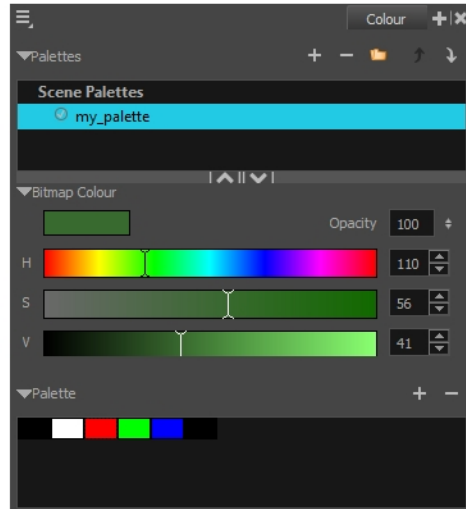 Colour
Palettes
Scene Palettes
my_palette
Bitmap Colour
Opacity 100
H 110
S 56
V 41
Palette